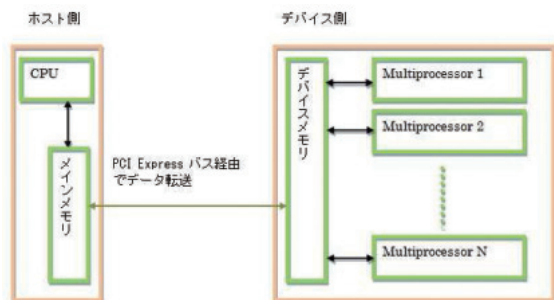 ホスト側
デバイス側
CPU
メインメモリ
PCI Express バス経由
でデータ転送
デバイスメモリ
Multiprocessor 1
Multiprocessor 2
Multiprocessor N